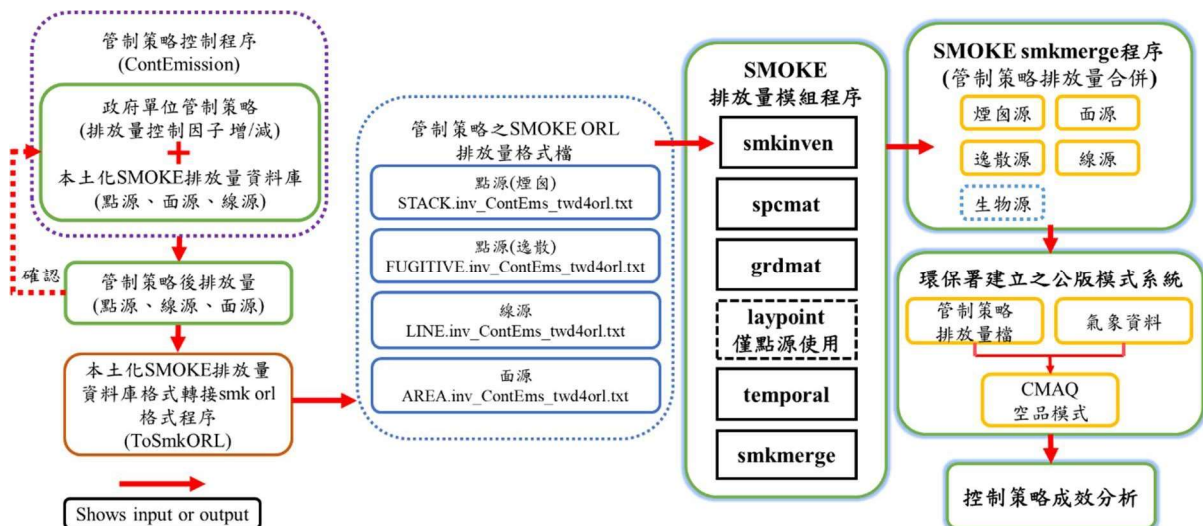 管制策略控制程序
(ContEmission)
政府單位管制策略
(排放量控制因子 增/減)
+
本土化SMOKE排放量資料庫
(點源、面源、線源)
確認
管制策略後排放量
(點源、線源、面源)
本土化SMOKE排放量
資料庫格式轉接smk orl
格式程序
(ToSmkORL)
Shows input or output
管制策略之SMOKE ORL
排放量格式檔
點源(煙囪)
STACK.inv_ContEms_twd4orl.txt
點源(逸散)
FUGITIVE.inv_ContEms_twd4orl.txt
線源
LINE.inv_ContEms_twd4orl.txt
面源
AREA.inv_ContEms_twd4orl.txt
SMOKE
排放量模組程序
smkinven
spcmat
grdmat
laypoint
僅點源使用
temporal
smkmerge
SMOKE smkmerge程序
(管制策略排放量合併)
煙囪源
面源
逸散源
線源
生物源
環保署建立之公版模式系統
管制策略
排放量檔
氣象資料
CMAQ
空品模式
控制策略成效分析